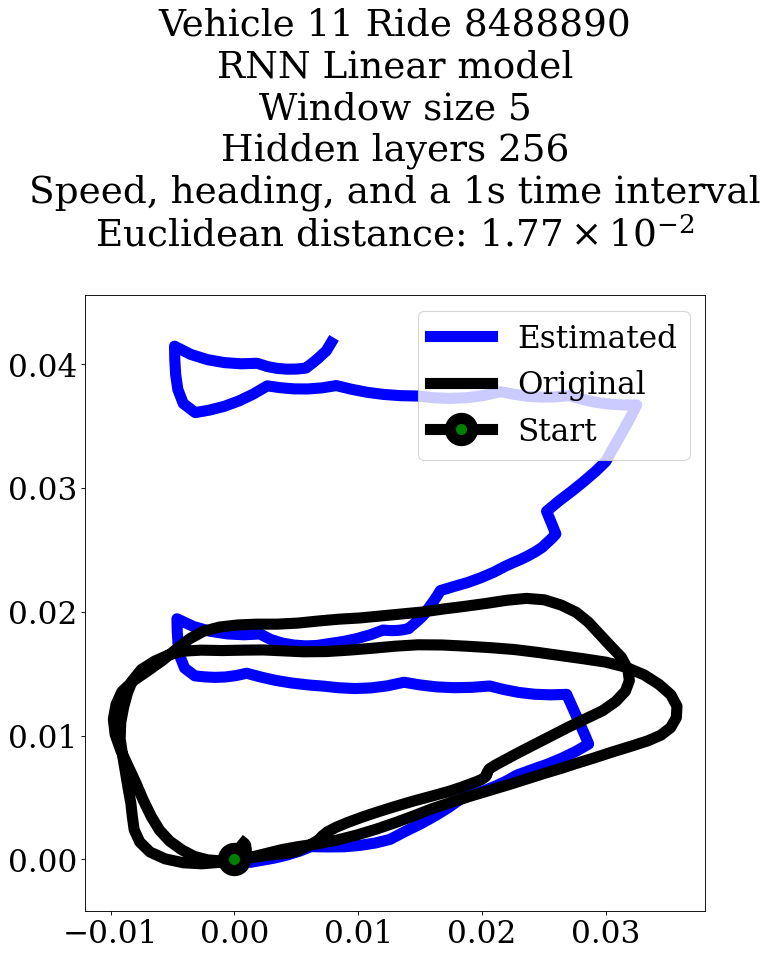 Vehicle 11 Ride 8488890
RNN Linear model
Window size 5
Hidden layers 256
Speed, heading, and a 1s time interval
Euclidean distance: 1.77 × 10⁻²
Estimated
Original
Start
0.04
0.03
0.02
0.01
0.00
−0.01 0.00 0.01 0.02 0.03